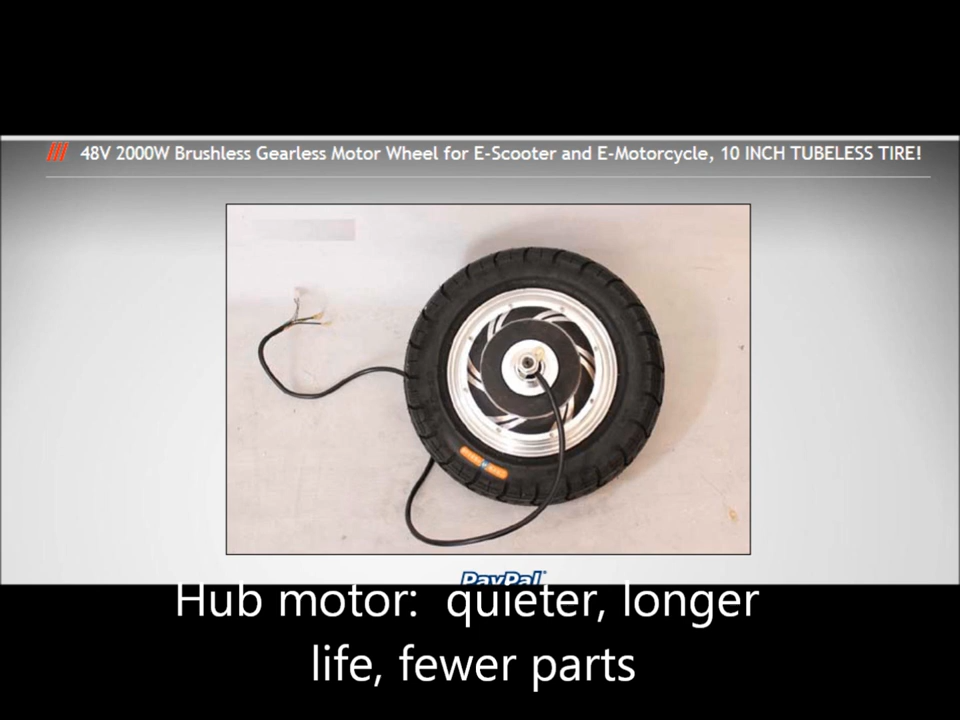 48V 2000W Brushless Gearless Motor Wheel for E-Scooter and E-Motorcycle, 10 INCH TUBELESS TIRE!
PayPal
Hub motor:  quieter, longer
life, fewer parts